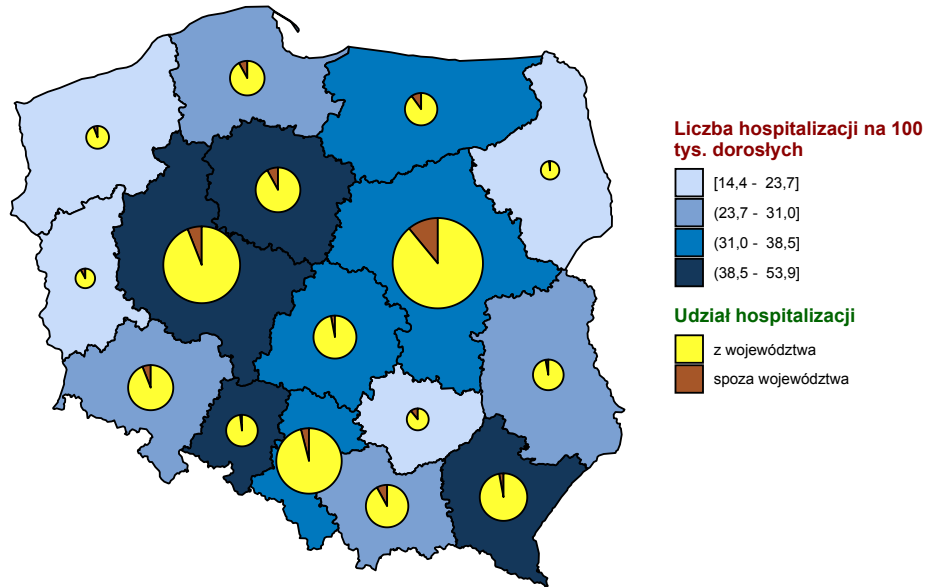 Liczba hospitalizacji na 100
tys. dorosłych
[14,4 - 23,7]
(23,7 - 31,0]
(31,0 - 38,5]
(38,5 - 53,9]
Udział hospitalizacji
z województwa
spoza województwa